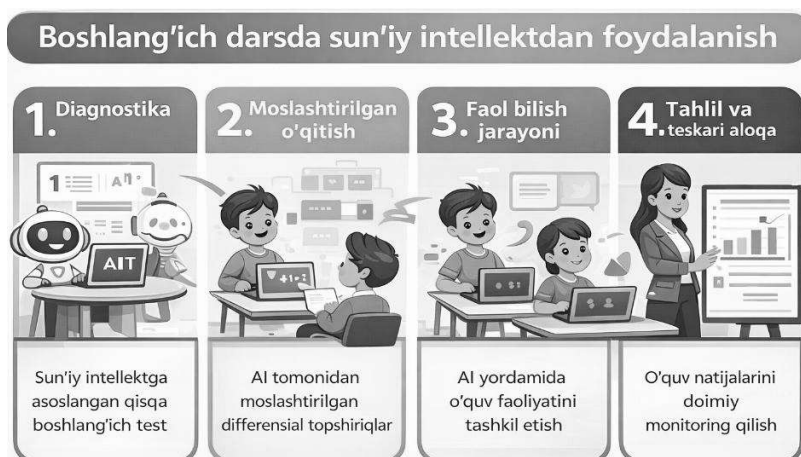 Boshlang'ich darsda sun'iy intellektdan foydalanish
1. Diagnostika
2. Moslashtirilgan
o'qitish
3. Faol bilish
jarayoni
4. Tahlil va
teskari aloqa
1
AIT
Sun'iy intellektga
asoslangan qisqa
boshlang'ich test
AI tomonidan
moslashtirilgan
differensial topshiriqlar
AI yordamida
o'quv faoliyatini
tashkil etish
O'quv natijalarini
doimiy
monitoring qilish